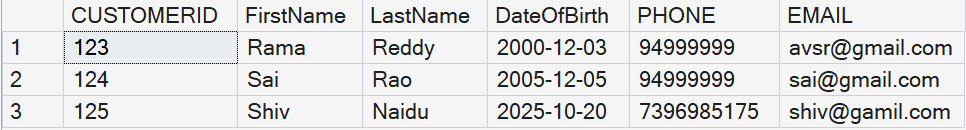 CUSTOMERID FirstName LastName DateOfBirth PHONE EMAIL
1 123 Rama Reddy 2000-12-03 94999999 avsr@gmail.com
2 124 Sai Rao 2005-12-05 94999999 sai@gmail.com
3 125 Shiv Naidu 2025-10-20 7396985175 shiv@gamil.com